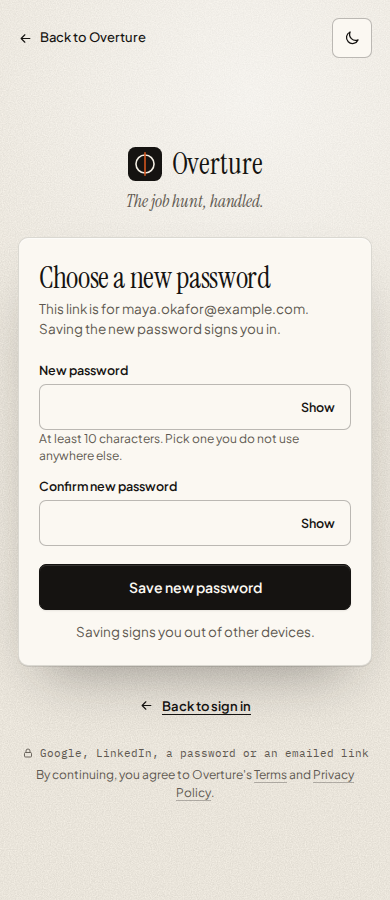 ← Back to Overture
Overture
The job hunt, handled.
Choose a new password
This link is for maya.okafor@example.com.
Saving the new password signs you in.
New password
Show
At least 10 characters. Pick one you do not use
anywhere else.
Confirm new password
Show
Save new password
Saving signs you out of other devices.
← Back to sign in
Google, LinkedIn, a password or an emailed link
By continuing, you agree to Overture's Terms and Privacy
Policy.